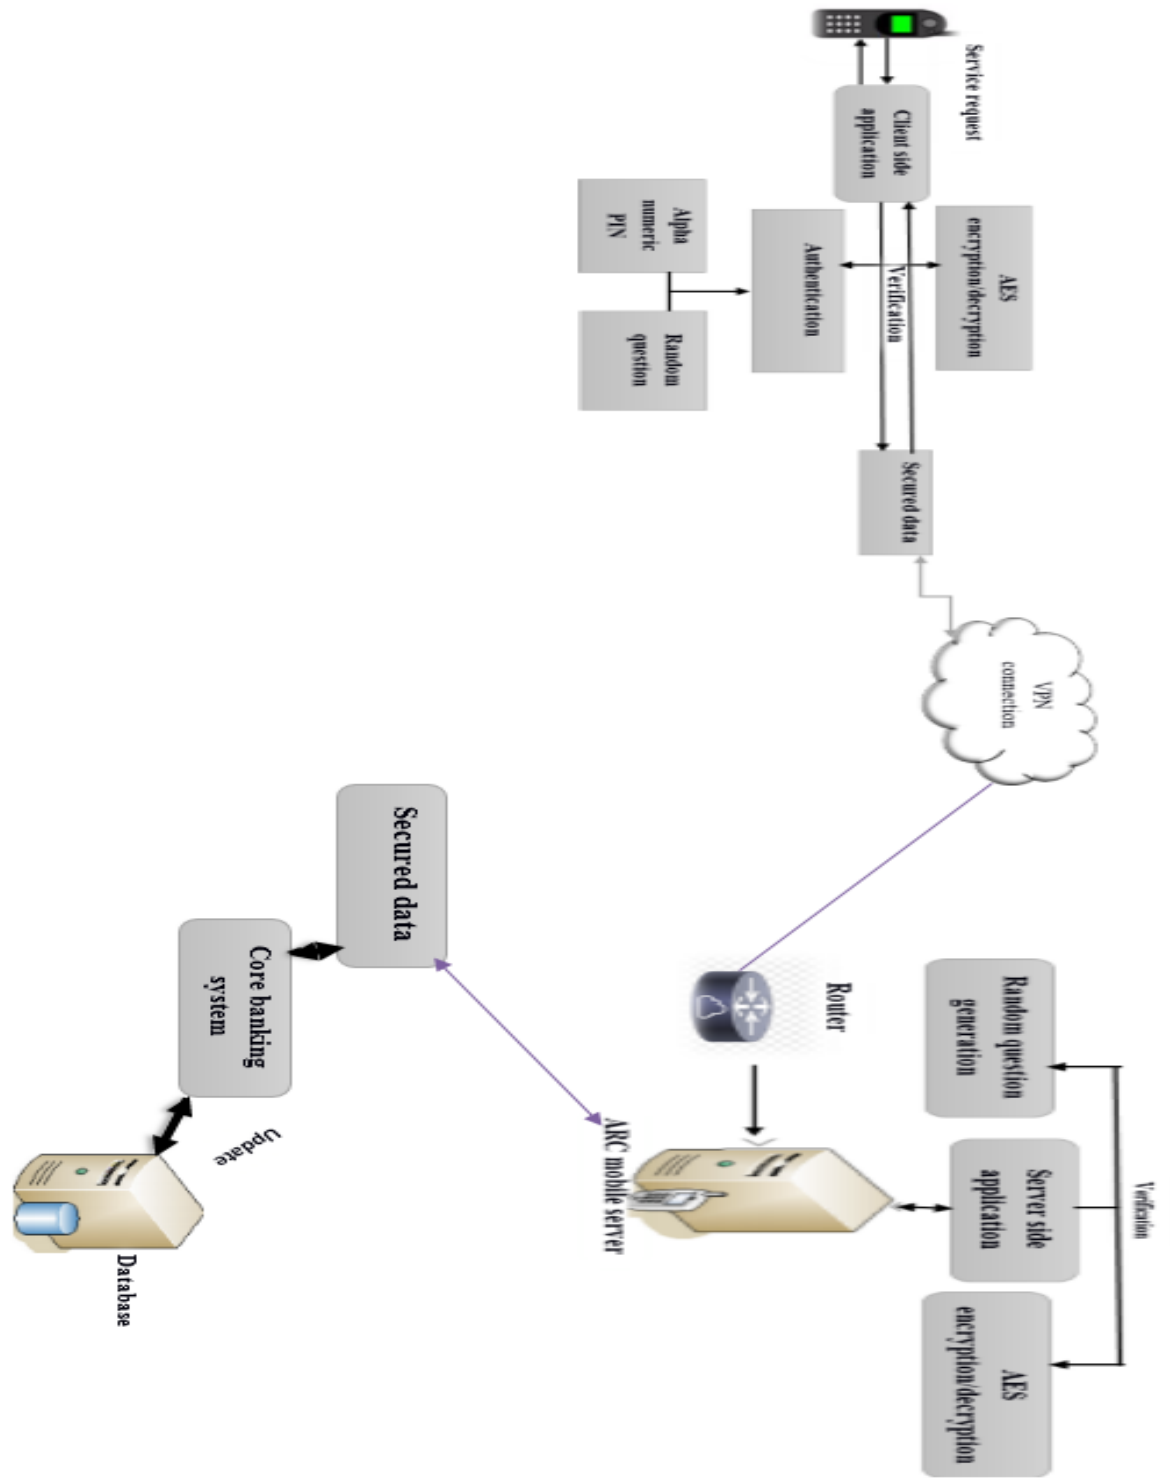 Service request
Client side
application
AES
encryption/decryption
Verification
Authentication
Alpha
numeric
PIN
Random
question
Secured data
VPN
connection
Router
Verification
Random question
generation
Server side
application
AES
encryption/decryption
ARC mobile server
Secured data
Core banking
system
Update
Database